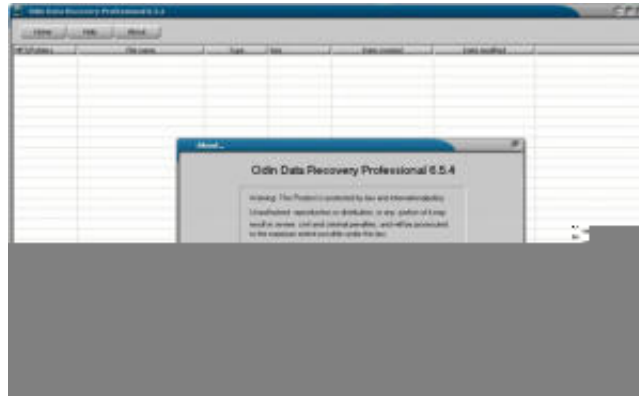 Odin Data Recovery Professional 6.5.4
Home Help About
File name Type Size Date created Date modified
About...
Odin Data Recovery Professional 6.5.4
Warning: This Product is protected by law and international
Unauthorized reproduction or distribution, or any portion of it may
result in severe civil and criminal penalties, and will be prosecuted
to the maximum extent possible under the law.